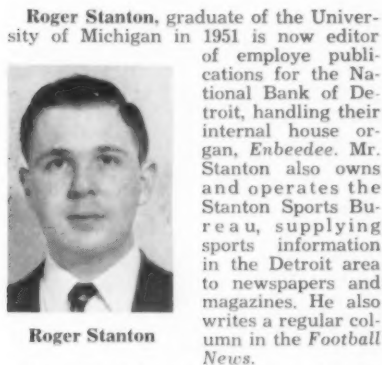 Roger Stanton, graduate of the Univer-
sity of Michigan in 1951 is now editor
of employe publi-
cations for the Na-
tional Bank of De-
troit, handling their
internal house or-
gan, Enbeedee. Mr.
Stanton also owns
and operates the
Stanton Sports Bu-
reau, supplying
sports information
in the Detroit area
to newspapers and
magazines. He also
writes a regular col-
umn in the Football
News.
Roger Stanton